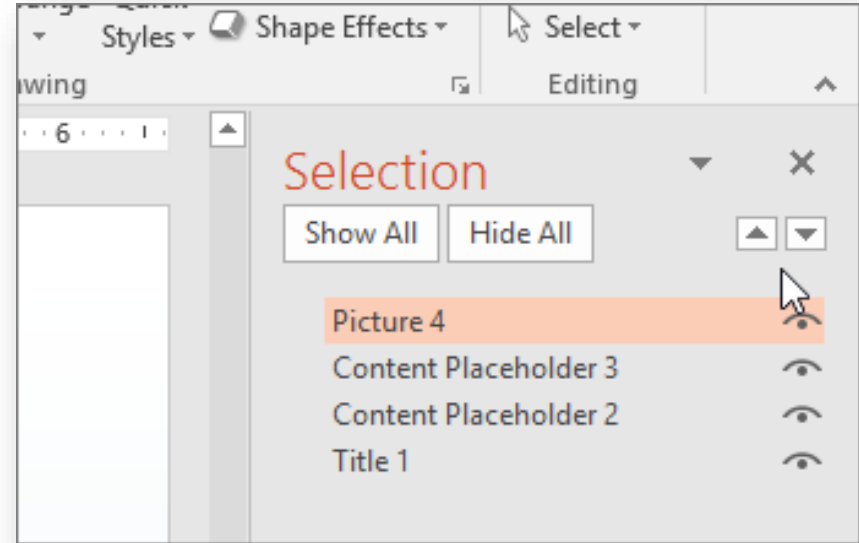 Styles
Shape Effects
Select
Editing
6
Selection
Show All
Hide All
Picture 4
Content Placeholder 3
Content Placeholder 2
Title 1